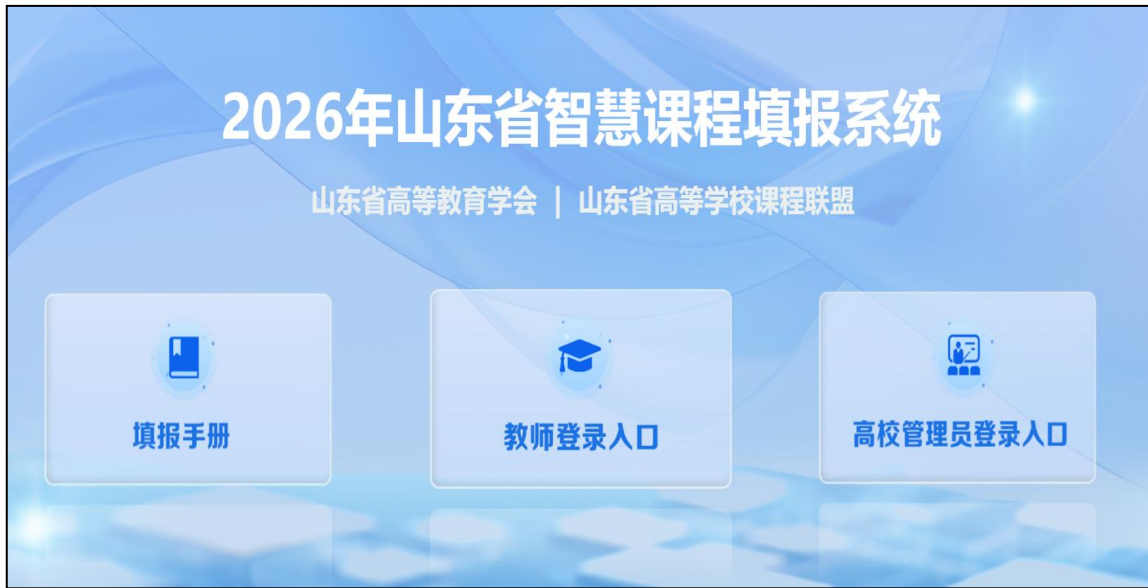 2026年山东省智慧课程填报系统
山东省高等教育学会 | 山东省高等学校课程联盟
填报手册
教师登录入口
高校管理员登录入口